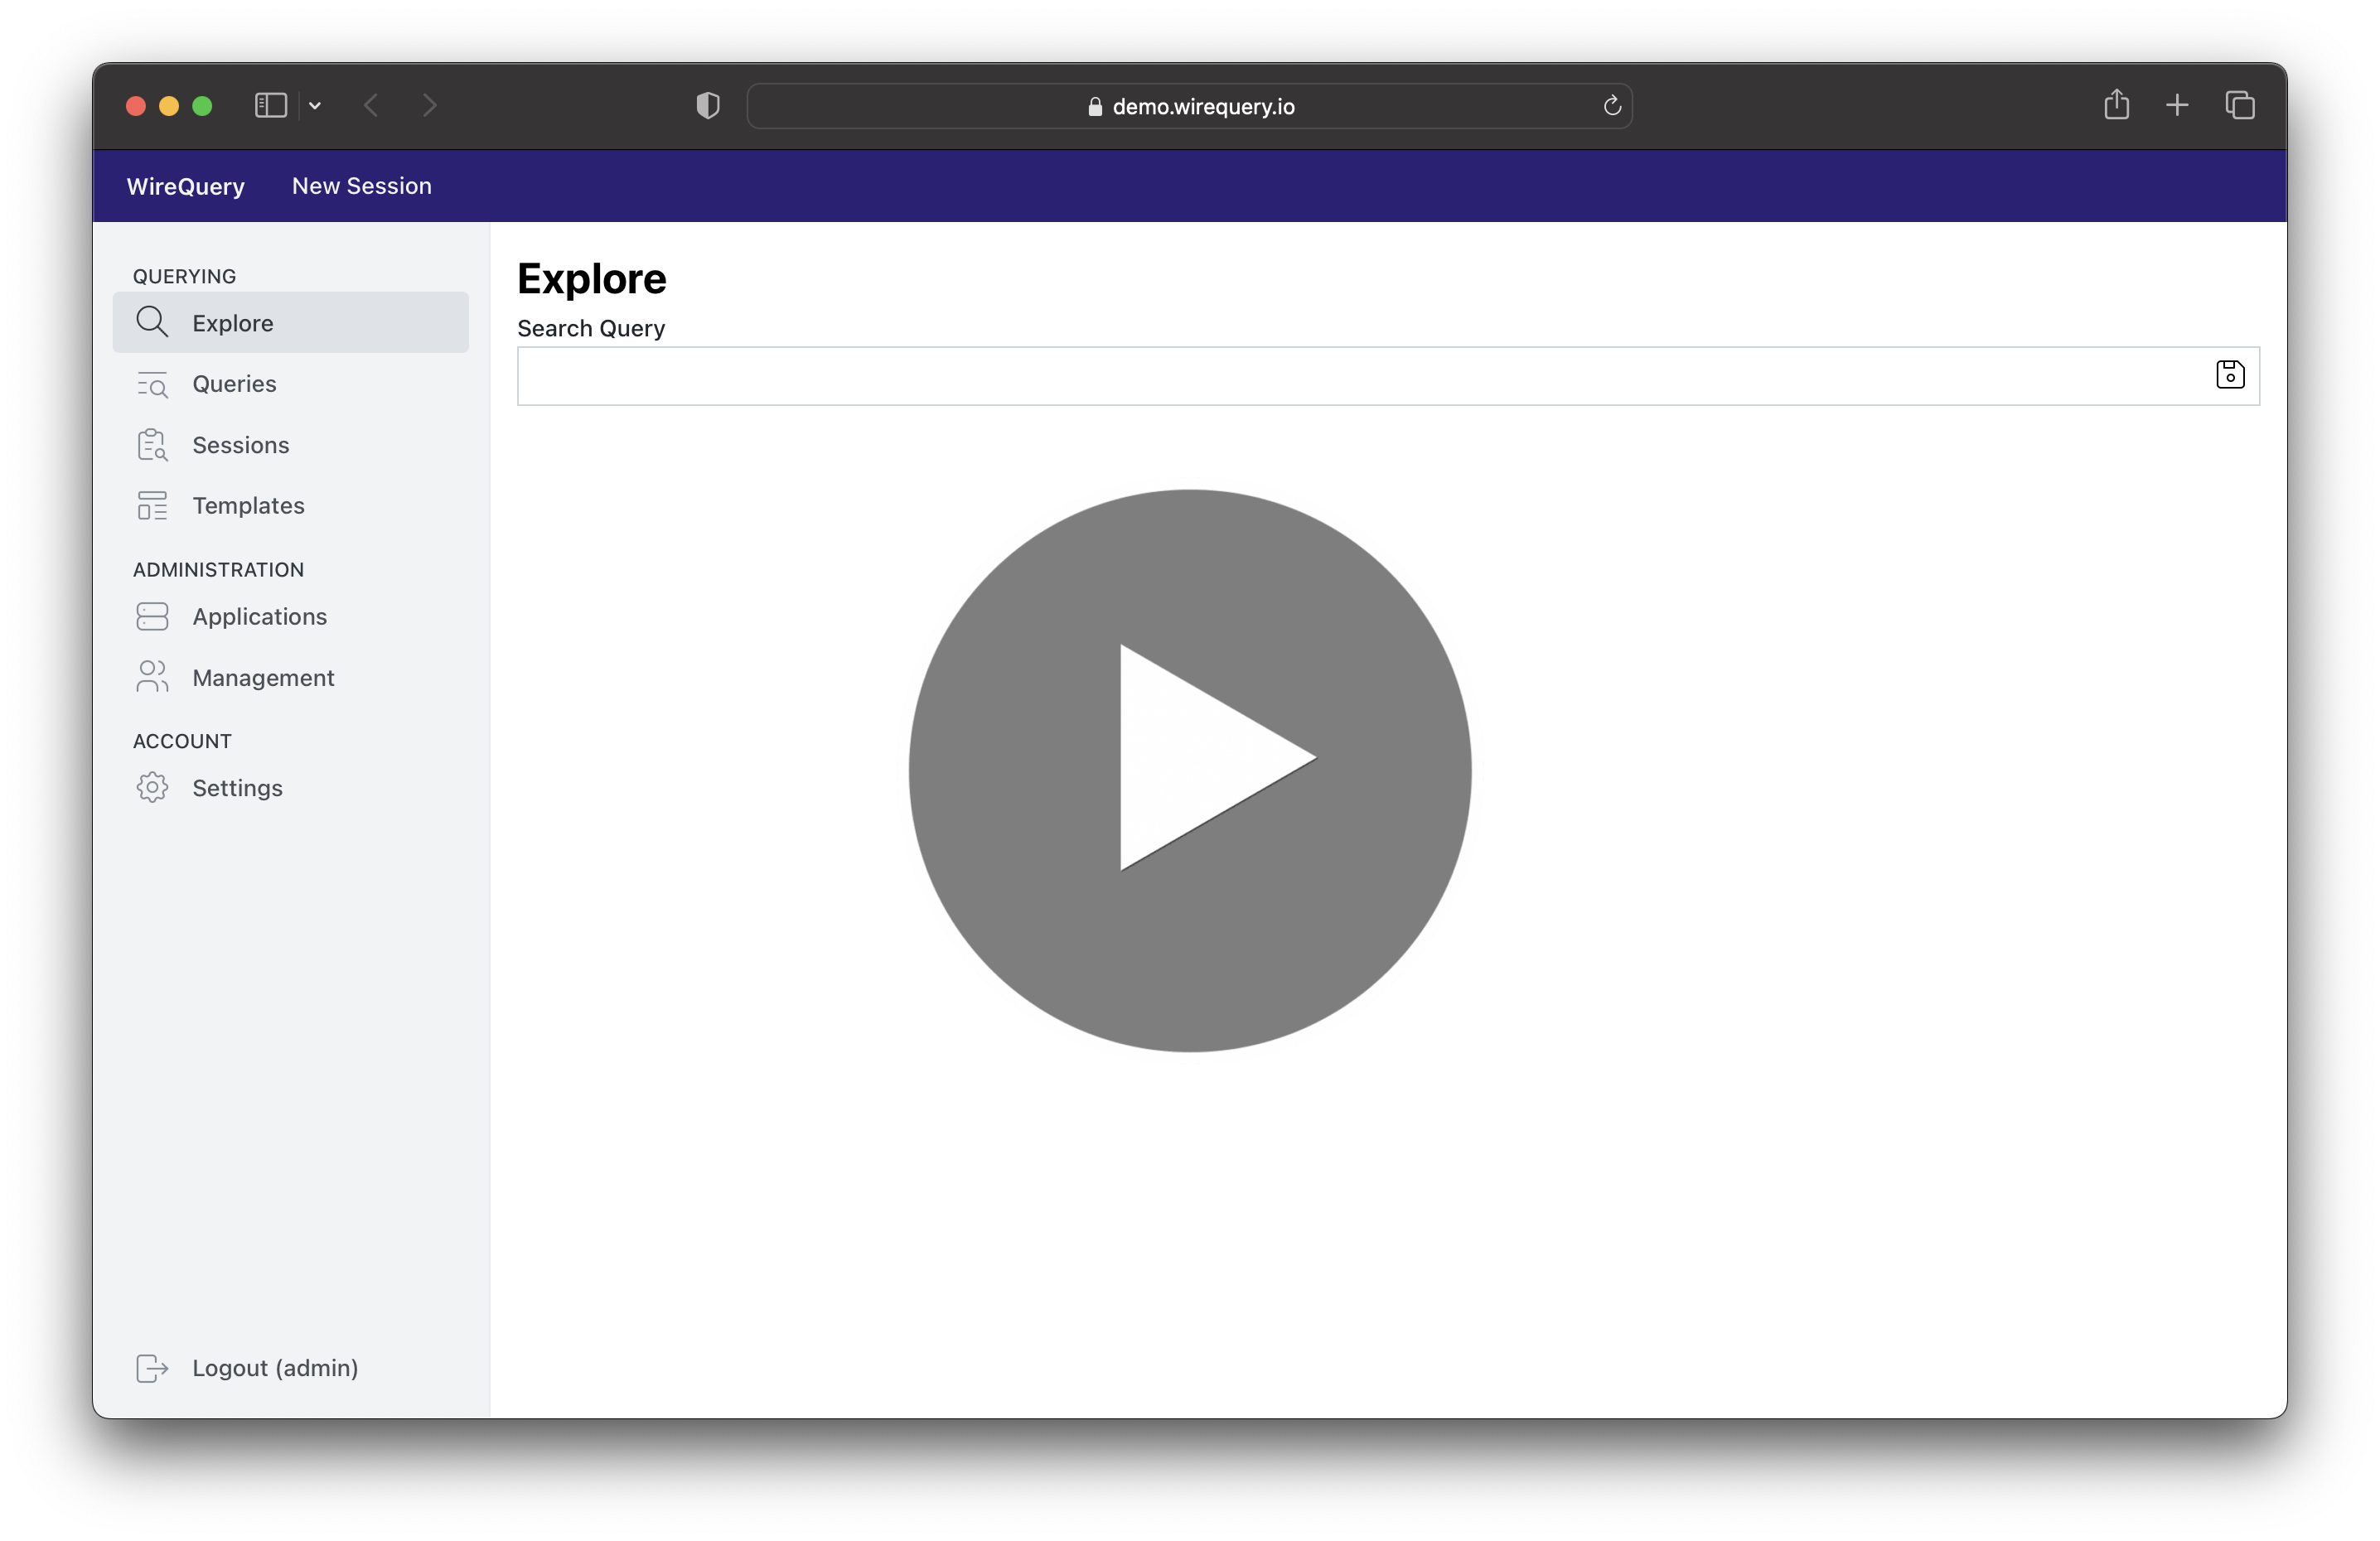 demo.wirequery.io
WireQuery New Session
QUERYING
Explore
Queries
Sessions
Templates
ADMINISTRATION
Applications
Management
ACCOUNT
Settings
Logout (admin)
Explore
Search Query